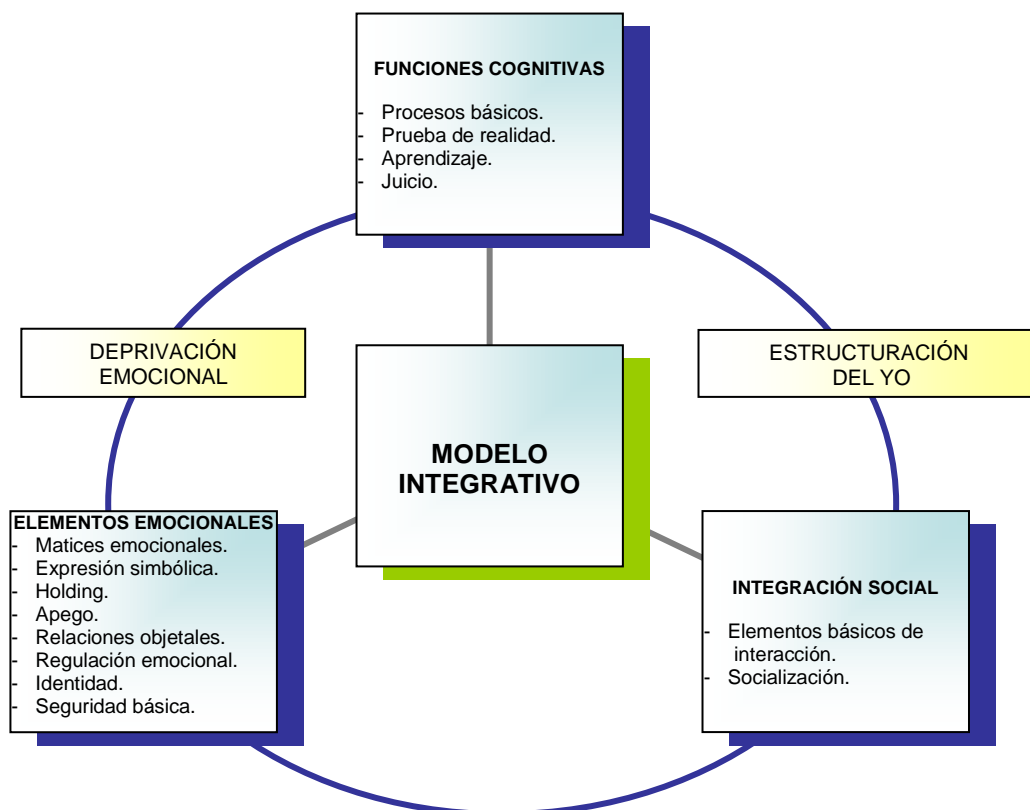 FUNCIONES COGNITIVAS
- Procesos básicos.
- Prueba de realidad.
- Aprendizaje.
- Juicio.
DEPRIVACIÓN
EMOCIONAL
ESTRUCTURACIÓN
DEL YO
MODELO
INTEGRATIVO
ELEMENTOS EMOCIONALES
- Matices emocionales.
- Expresión simbólica.
- Holding.
- Apego.
- Relaciones objetales.
- Regulación emocional.
- Identidad.
- Seguridad básica.
INTEGRACIÓN SOCIAL
- Elementos básicos de
interacción.
- Socialización.